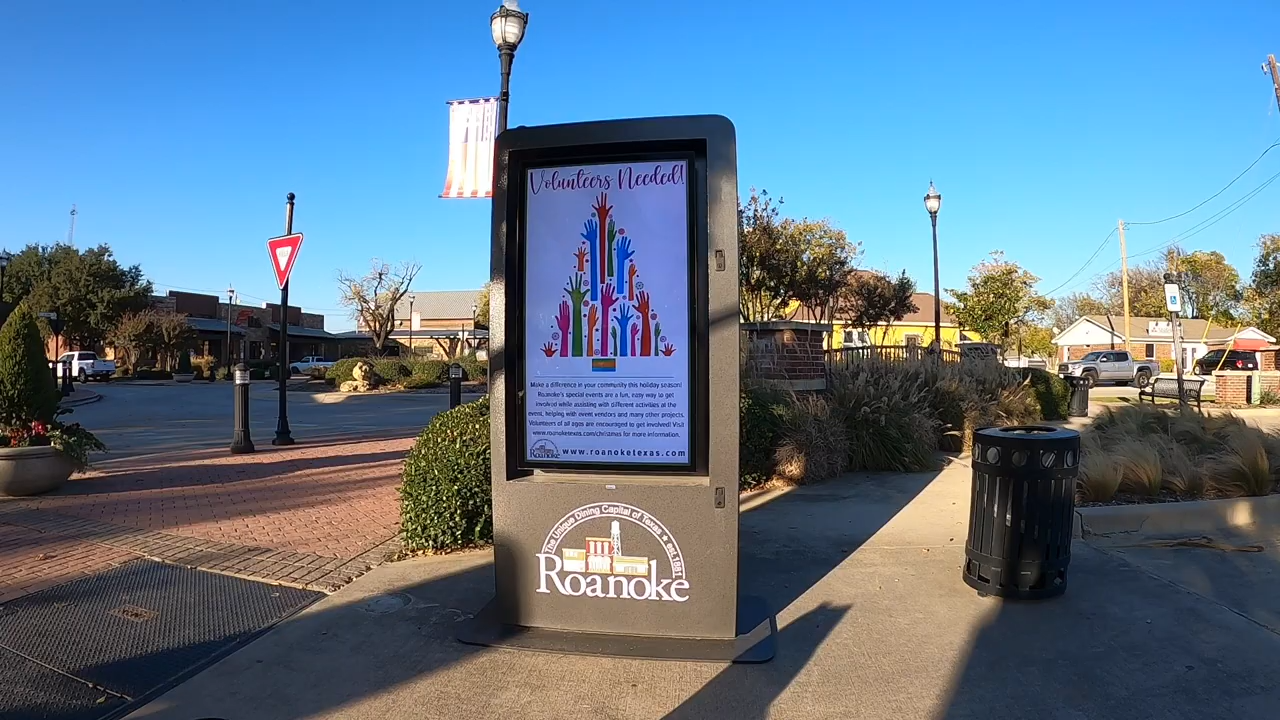 Volunteers Needed!
Make a difference in your community this holiday season!
Roanoke's special events are a fun, easy way to get
involved while assisting with different activities at the
event, helping with event vendors and many other projects.
Volunteers of all ages are encouraged to get involved! Visit
www.roanoketexas.com/christmas for more information.
Roanoke
www.roanoketexas.com
The Unique Dining Capital of Texas ★ est.1881
Roanoke